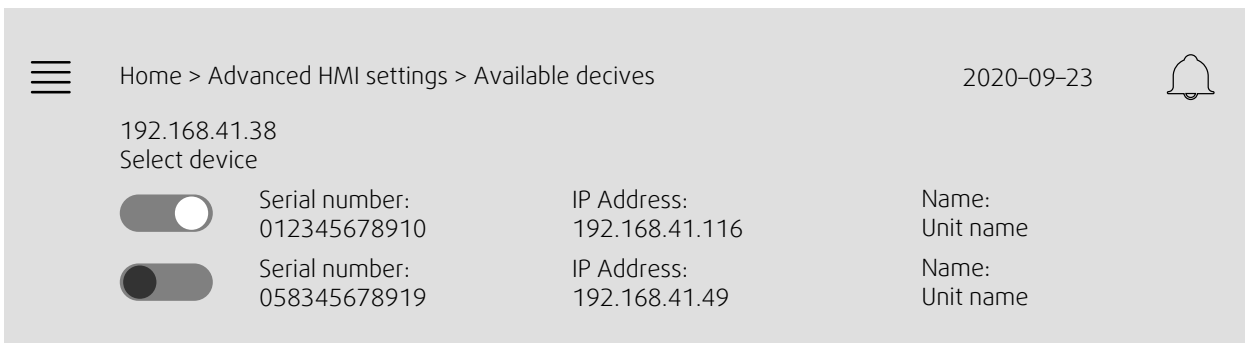 Home > Advanced HMI settings > Available decives 2020–09–23
192.168.41.38
Select device
Serial number: IP Address: Name:
012345678910 192.168.41.116 Unit name
Serial number: IP Address: Name:
058345678919 192.168.41.49 Unit name